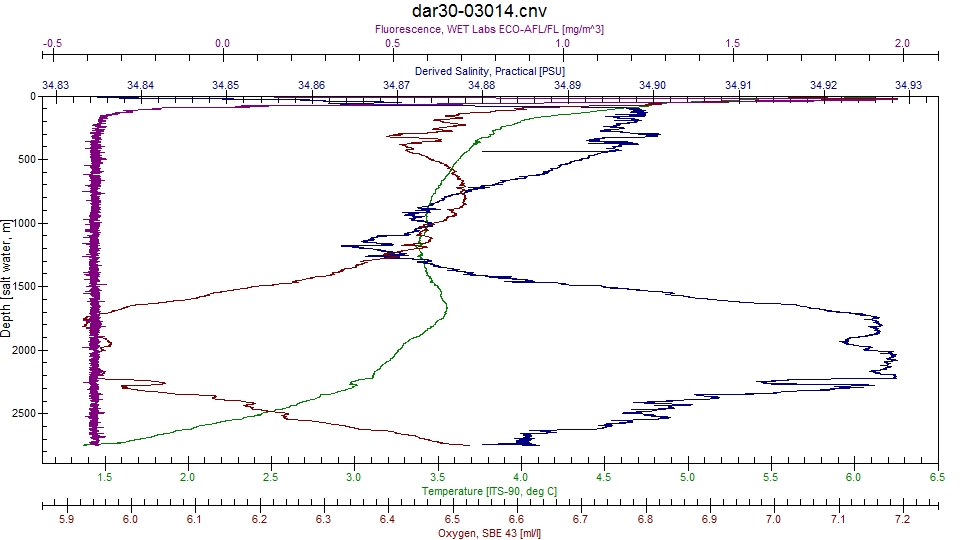 dar30-03014.cnv
Fluorescence, WET Labs ECO-AFL/FL [mg/m^3]
-0.5 0.0 0.5 1.0 1.5 2.0
Derived Salinity, Practical [PSU]
34.83 34.84 34.85 34.86 34.87 34.88 34.89 34.90 34.91 34.92 34.93
0
500
1000
Depth [salt water, m]
1500
2000
2500
1.5 2.0 2.5 3.0 3.5 4.0 4.5 5.0 5.5 6.0 6.5
Temperature [ITS-90, deg C]
5.9 6.0 6.1 6.2 6.3 6.4 6.5 6.6 6.7 6.8 6.9 7.0 7.1 7.2
Oxygen, SBE 43 [ml/l]